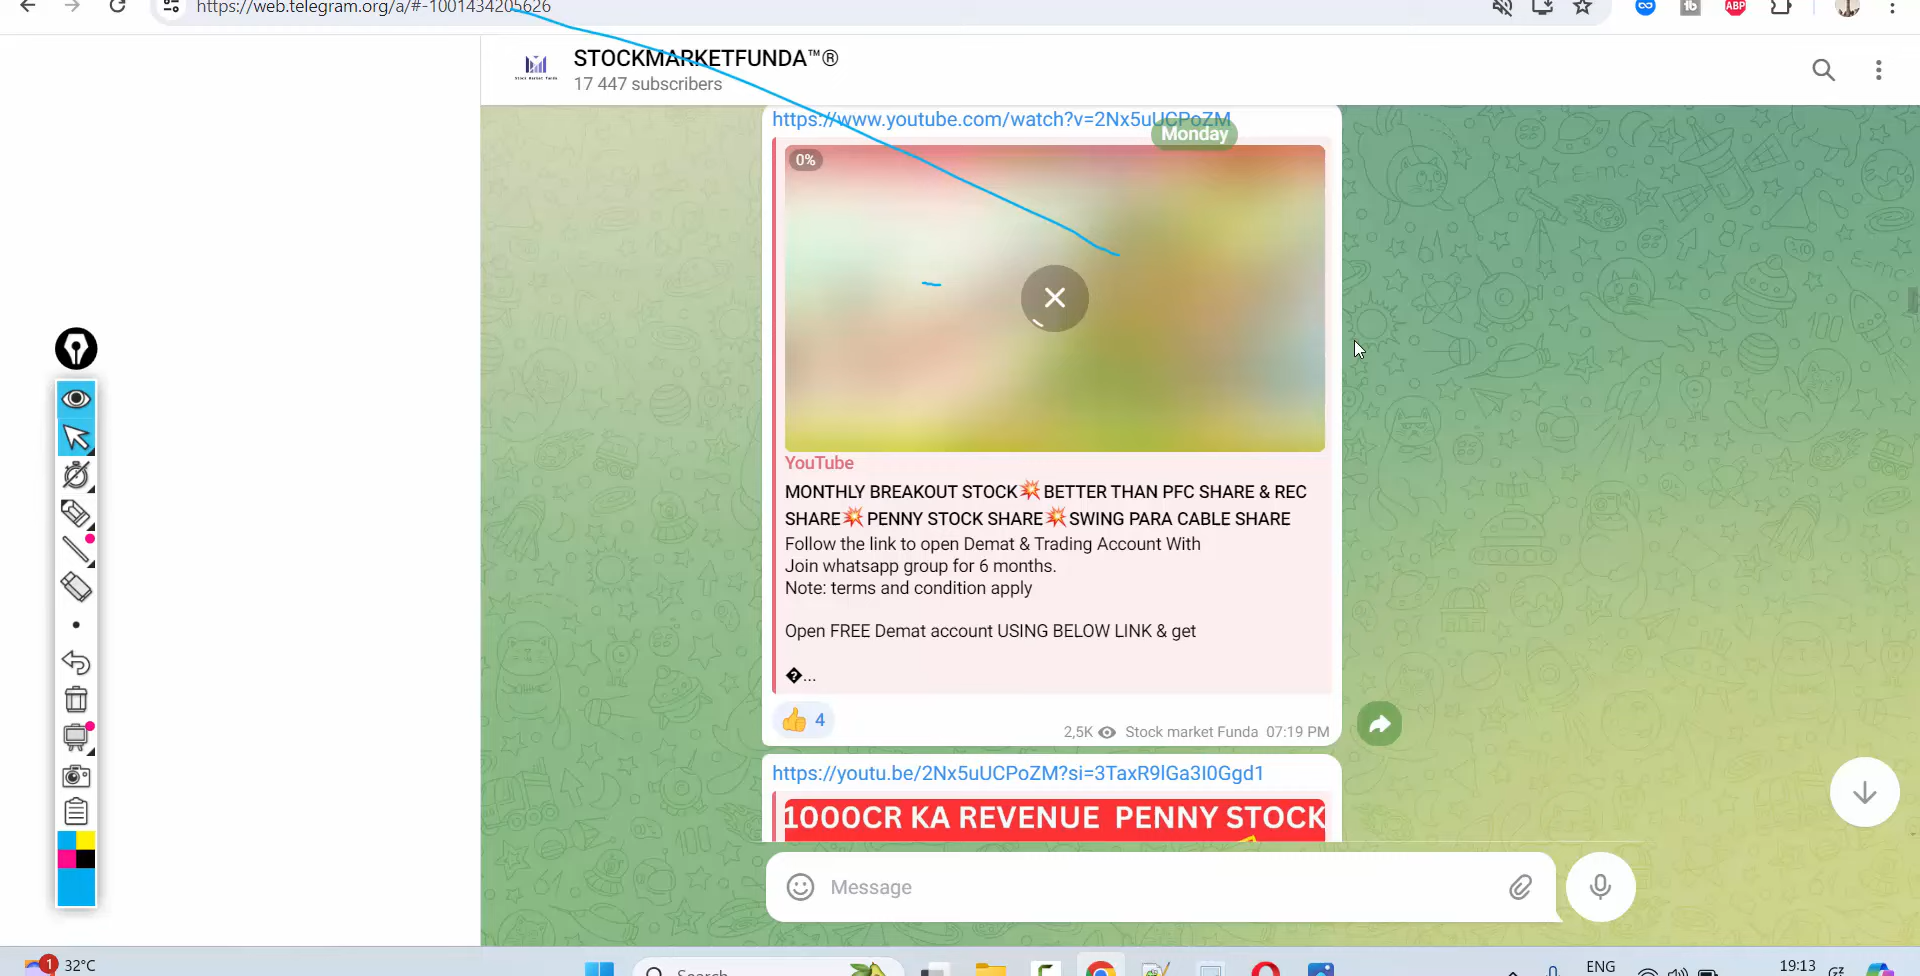 https://web.telegram.org/a/#-1001434205626
ABP
STOCKMARKETFUNDA™®
17 447 subscribers
https://www.youtube.com/watch?v=2Nx5uUCPoZM
Monday
0%
YouTube
MONTHLY BREAKOUT STOCK💥BETTER THAN PFC SHARE & REC
SHARE💥PENNY STOCK SHARE💥SWING PARA CABLE SHARE
Follow the link to open Demat & Trading Account With
Join whatsapp group for 6 months.
Note: terms and condition apply
Open FREE Demat account USING BELOW LINK & get
�...
👍 4
2,5K Stock market Funda 07:19 PM
https://youtu.be/2Nx5uUCPoZM?si=3TaxR9lGa3I0Ggd1
1000CR KA REVENUE PENNY STOCK
Message
1 32°C
Search
ENG
19:13